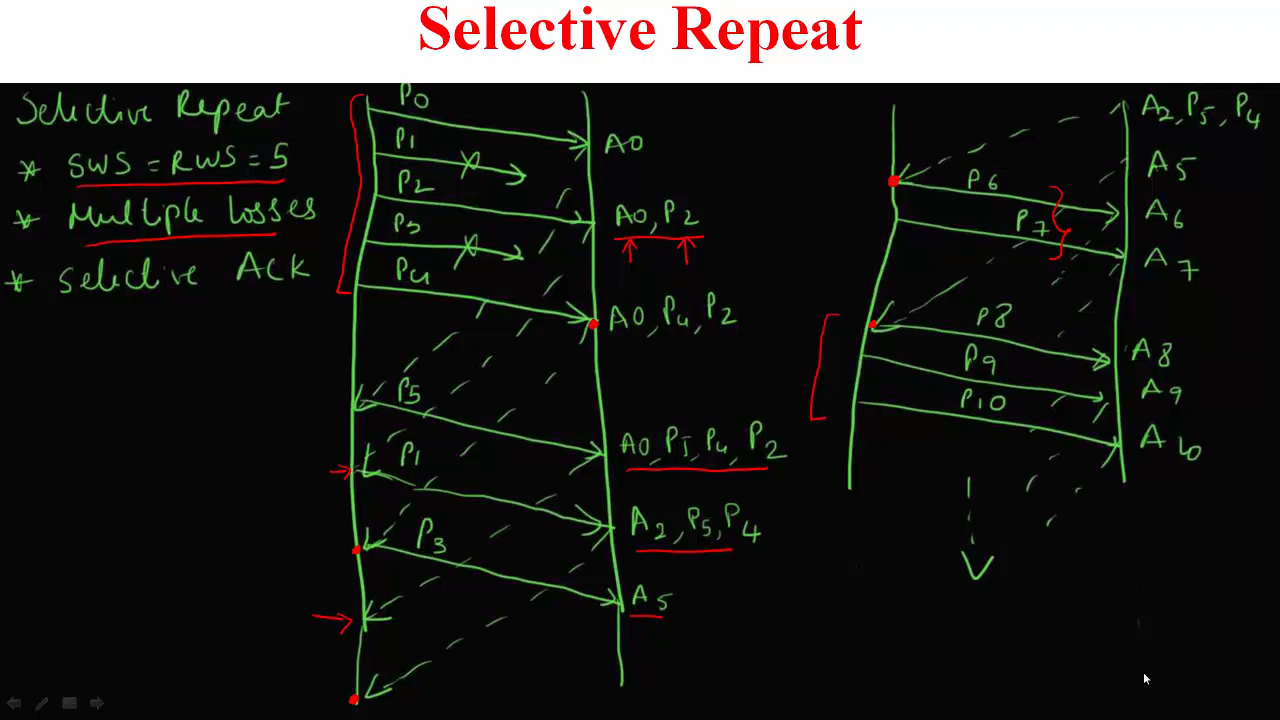 Selective Repeat
Selective Repeat
* SWS = RWS = 5
* Multiple losses
* Selective ACK
P0
A0
P1
P2
A0, P2
P3
P4
A0, P4, P2
P5
A0, P5, P4, P2
P1
A2, P5, P4
P3
A5
A2, P5, P4
A5
P6
A6
P7
A7
P8
A8
P9
A9
P10
A10